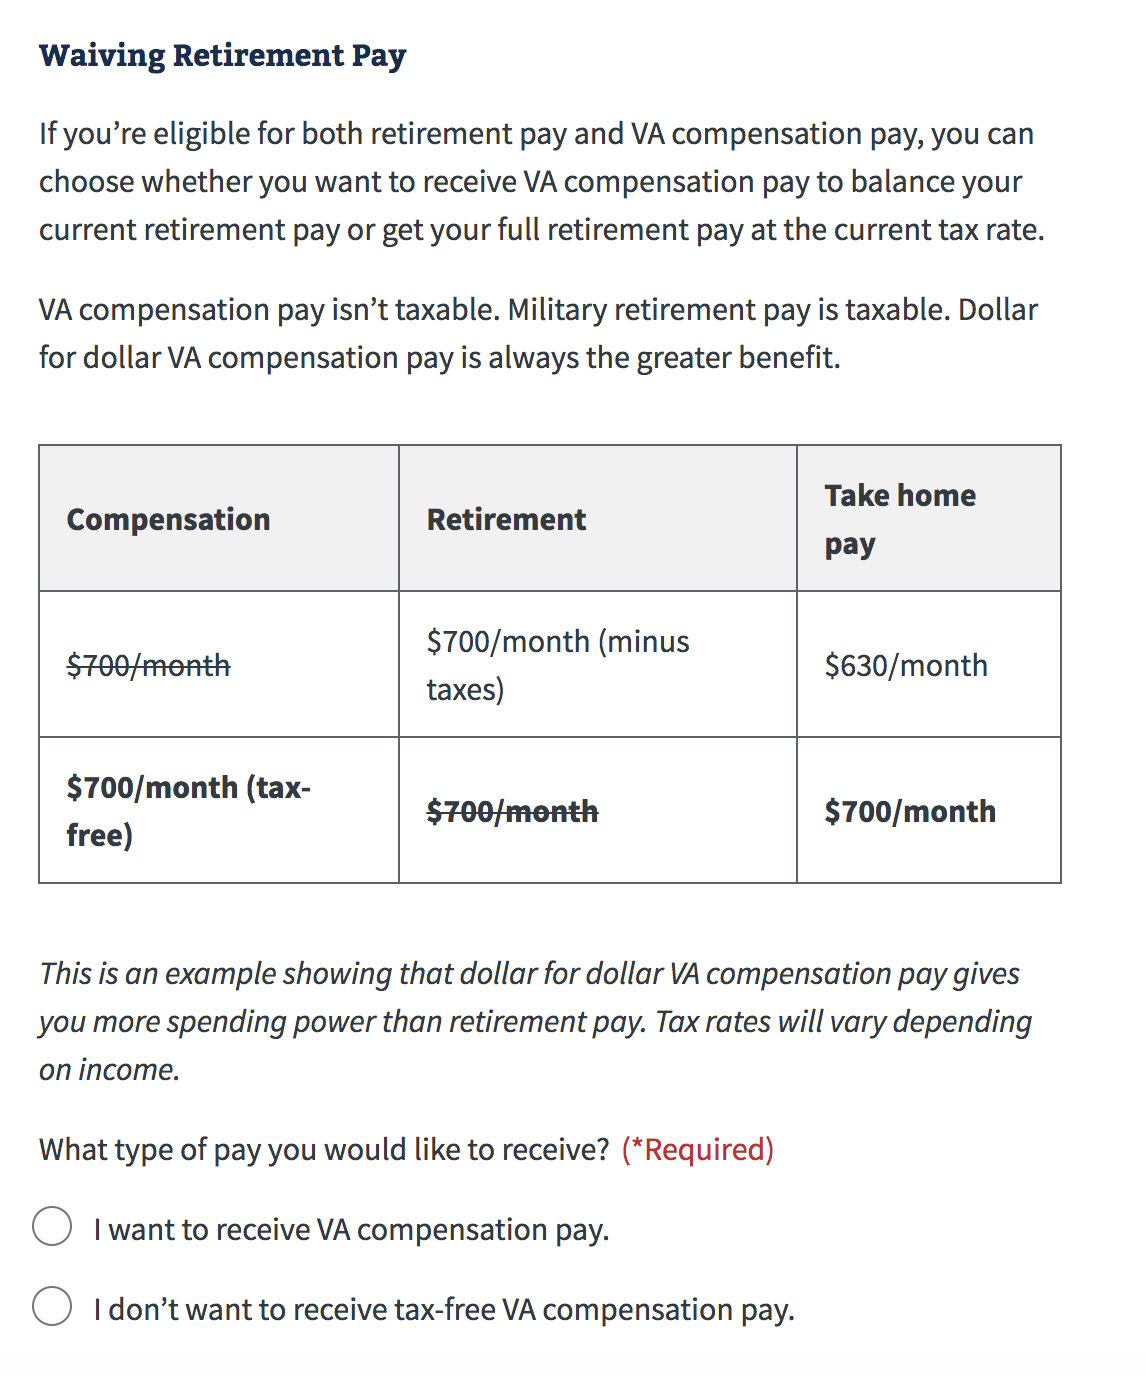 Waiving Retirement Pay
If you’re eligible for both retirement pay and VA compensation pay, you can
choose whether you want to receive VA compensation pay to balance your
current retirement pay or get your full retirement pay at the current tax rate.
VA compensation pay isn’t taxable. Military retirement pay is taxable. Dollar
for dollar VA compensation pay is always the greater benefit.
Compensation
Retirement
Take home
pay
$700/month
$700/month (minus
taxes)
$630/month
$700/month (tax-
free)
$700/month
$700/month
This is an example showing that dollar for dollar VA compensation pay gives
you more spending power than retirement pay. Tax rates will vary depending
on income.
What type of pay you would like to receive? (*Required)
I want to receive VA compensation pay.
I don’t want to receive tax-free VA compensation pay.